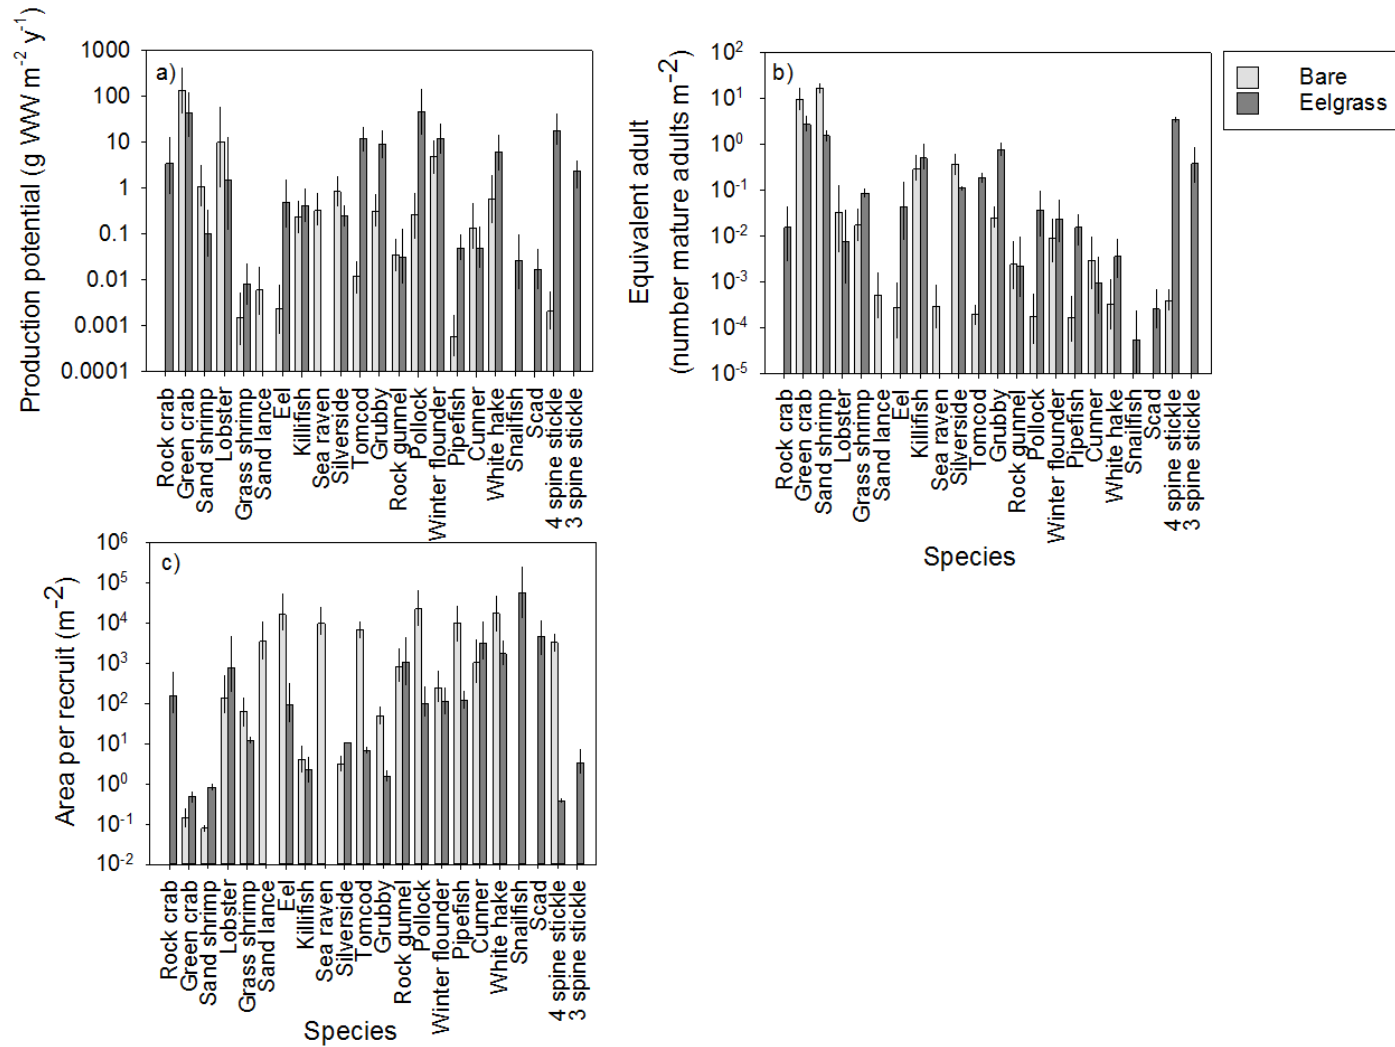 a)
Production potential (g WW m-2 y-1)
1000
100
10
1
0.1
0.01
0.001
0.0001
Rock crab
Green crab
Sand shrimp
Lobster
Grass shrimp
Sand lance
Eel
Killifish
Sea raven
Silverside
Tomcod
Grubby
Rock gunnel
Pollock
Winter flounder
Pipefish
Cunner
White hake
Snailfish
Scad
4 spine stickle
3 spine stickle
b)
Equivalent adult
(number mature adults m-2)
102
101
100
10-1
10-2
10-3
10-4
10-5
Rock crab
Green crab
Sand shrimp
Lobster
Grass shrimp
Sand lance
Eel
Killifish
Sea raven
Silverside
Tomcod
Grubby
Rock gunnel
Pollock
Winter flounder
Pipefish
Cunner
White hake
Snailfish
Scad
4 spine stickle
3 spine stickle
Species
Bare
Eelgrass
c)
Area per recruit (m-2)
106
105
104
103
102
101
100
10-1
10-2
Rock crab
Green crab
Sand shrimp
Lobster
Grass shrimp
Sand lance
Eel
Killifish
Sea raven
Silverside
Tomcod
Grubby
Rock gunnel
Pollock
Winter flounder
Pipefish
Cunner
White hake
Snailfish
Scad
4 spine stickle
3 spine stickle
Species